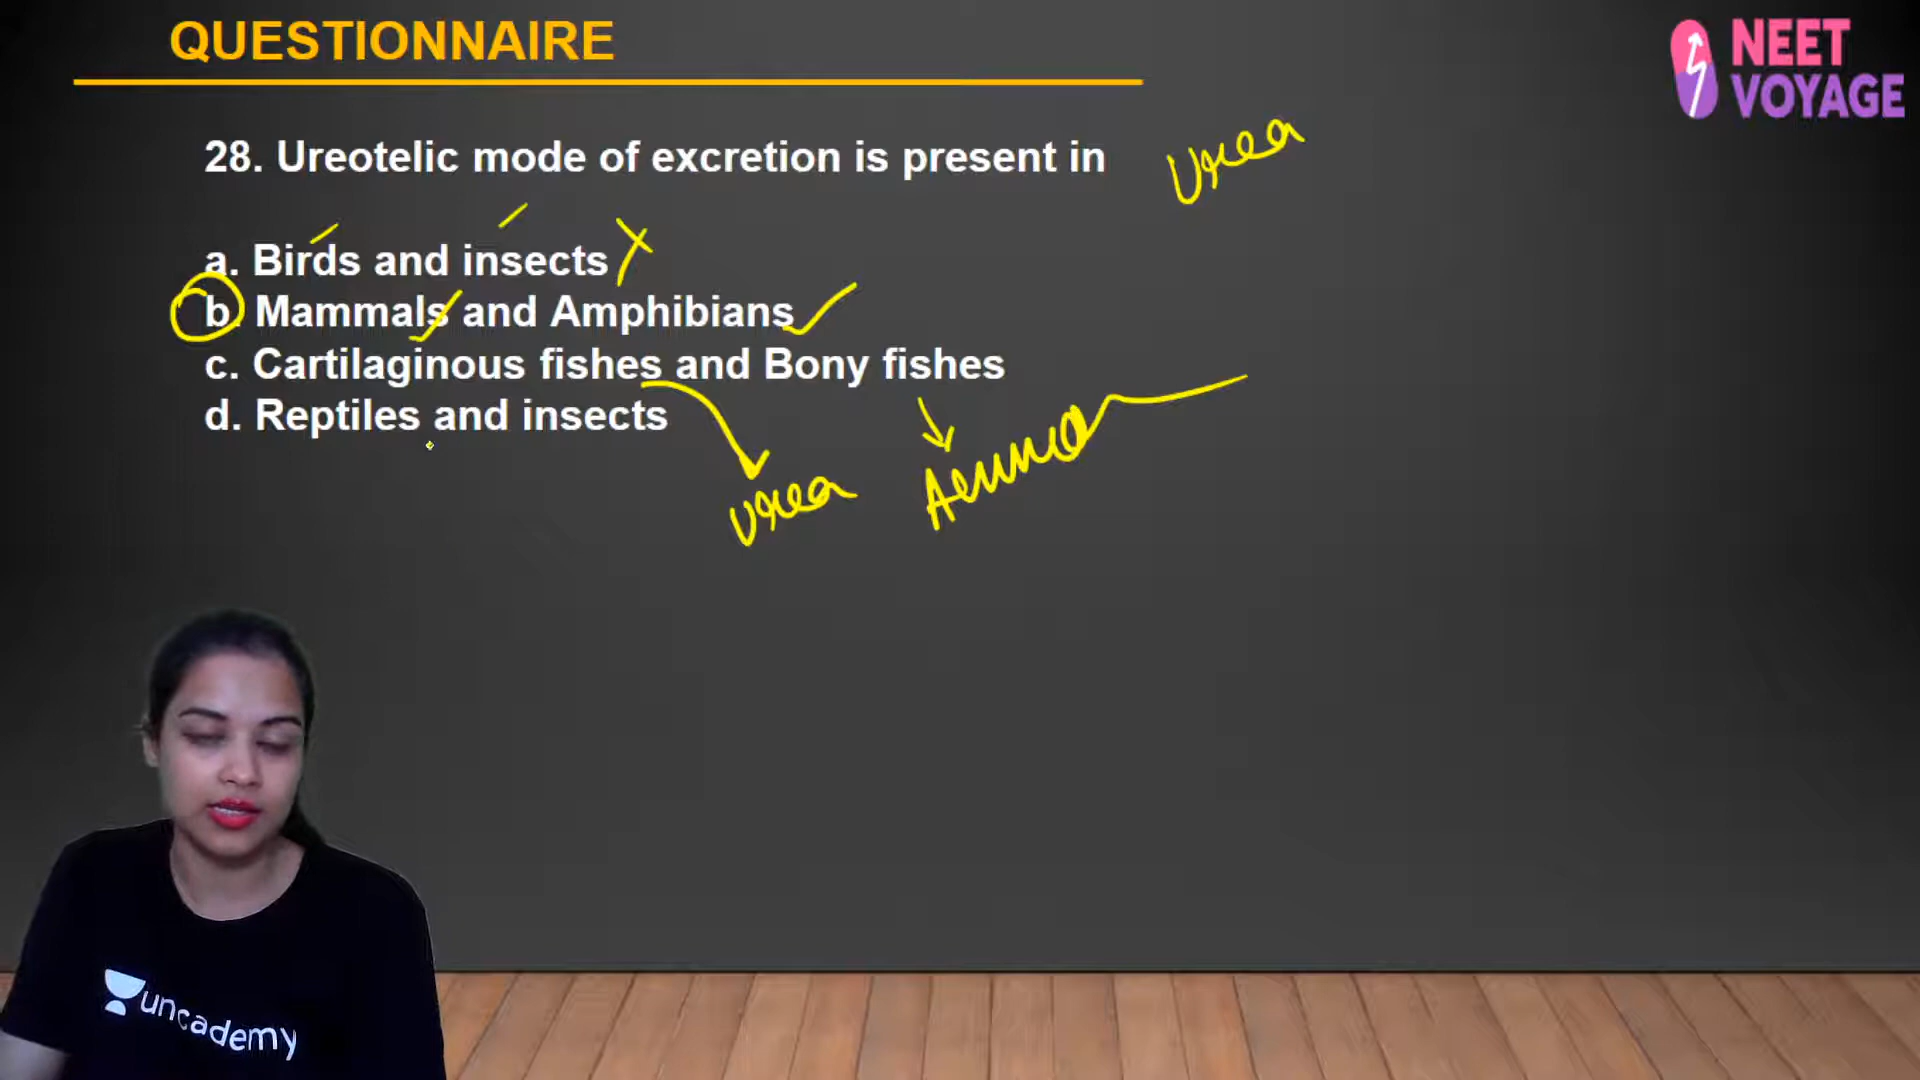 QUESTIONNAIRE
NEET
VOYAGE
28. Ureotelic mode of excretion is present in
Urea
a. Birds and insects
b. Mammals and Amphibians
c. Cartilaginous fishes and Bony fishes
d. Reptiles and insects
Urea
unacademy